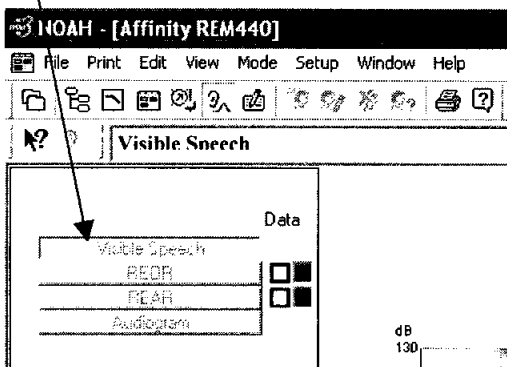 NOAH - [Affinity REM440]
File Print Edit View Mode Setup Window Help
Visible Speech
Data
Visible Speech
REDR
REAR
Audiogram
dB
130